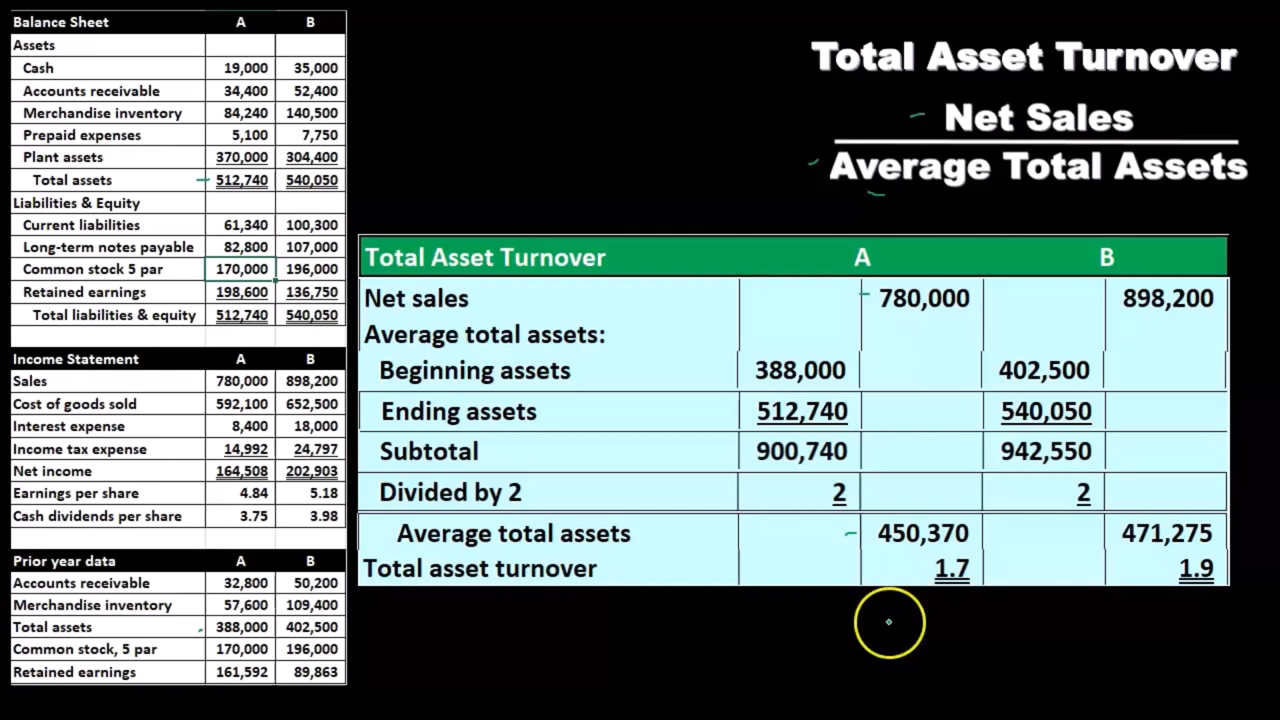 Balance Sheet A B
Assets
Cash 19,000 35,000
Accounts receivable 34,400 52,400
Merchandise inventory 84,240 140,500
Prepaid expenses 5,100 7,750
Plant assets 370,000 304,400
Total assets 512,740 540,050
Liabilities & Equity
Current liabilities 61,340 100,300
Long-term notes payable 82,800 107,000
Common stock 5 par 170,000 196,000
Retained earnings 198,600 136,750
Total liabilities & equity 512,740 540,050
Income Statement A B
Sales 780,000 898,200
Cost of goods sold 592,100 652,500
Interest expense 8,400 18,000
Income tax expense 14,992 24,797
Net income 164,508 202,903
Earnings per share 4.84 5.18
Cash dividends per share 3.75 3.98
Prior year data A B
Accounts receivable 32,800 50,200
Merchandise inventory 57,600 109,400
Total assets 388,000 402,500
Common stock, 5 par 170,000 196,000
Retained earnings 161,592 89,863
Total Asset Turnover
Net Sales
Average Total Assets
Total Asset Turnover A B
Net sales 780,000 898,200
Average total assets:
Beginning assets 388,000 402,500
Ending assets 512,740 540,050
Subtotal 900,740 942,550
Divided by 2 2 2
Average total assets 450,370 471,275
Total asset turnover 1.7 1.9